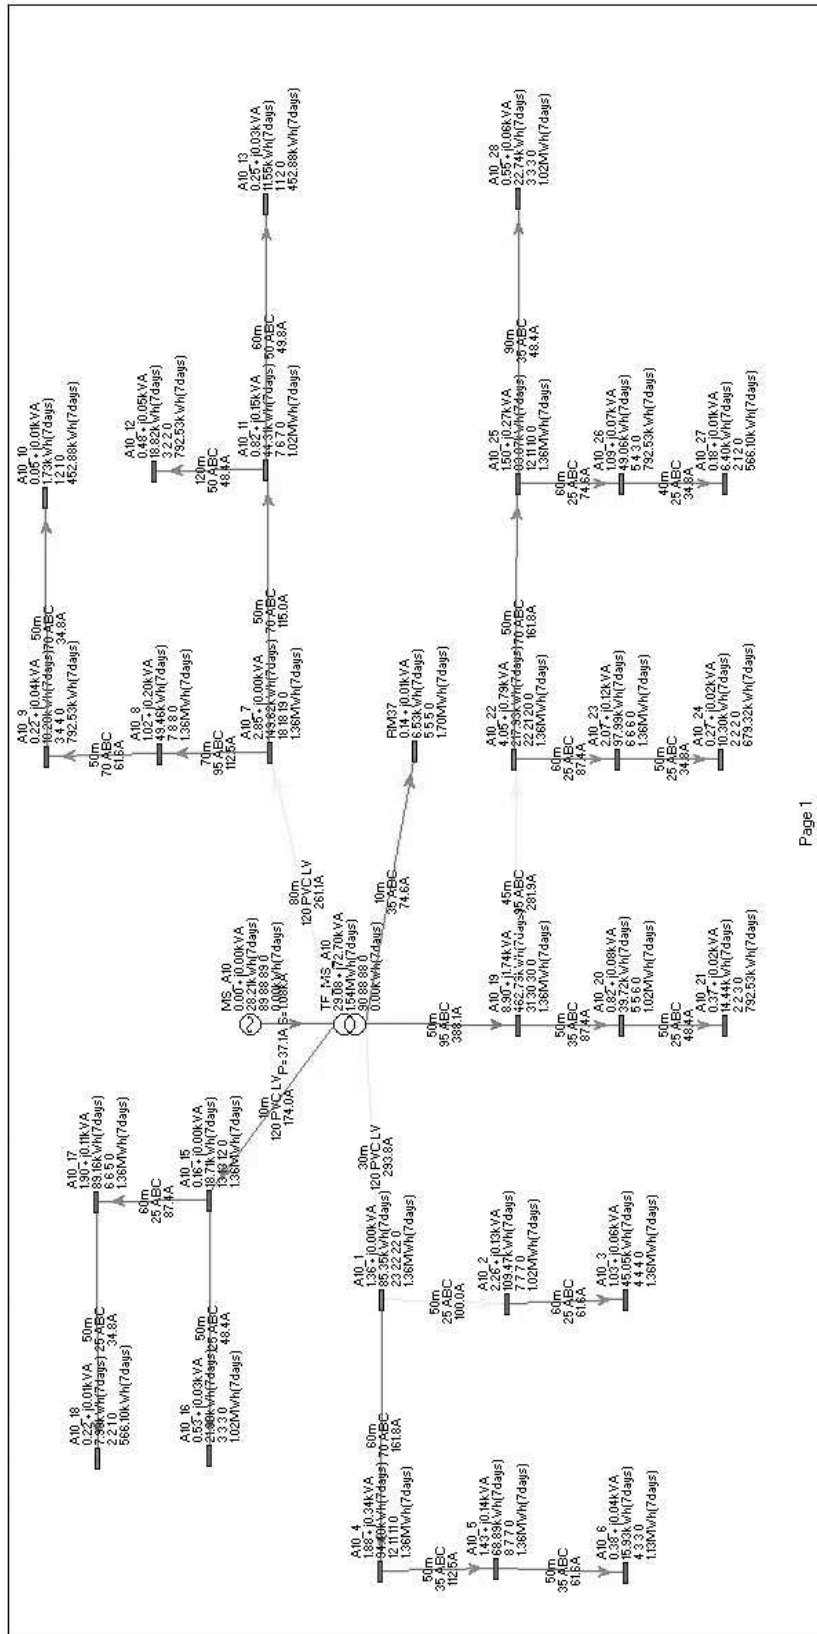 A10_18
0.22 + j0.01kVA
2 2 1 0
566.10kWh(7days)
50m
25 ABC
34.8A
A10_17
1.90 + j0.11kVA
89.16kWh(7days)
6 6 5 0
1.36MWh(7days)
60m
25 ABC
87.4A
A10_16
0.53 + j0.03kVA
3 3 3 0
1.02MWh(7days)
50m
25 ABC
48.4A
A10_15
0.16 + j0.00kVA
18.71kWh(7days)
1.36MWh(7days)
10m
120 PVC LV
174.0A
MS_A10
0.00 + j0.00kVA
28.21kWh(7days)
89 88 89 0
0.00kWh(7days)
P=37.1A
TF_MS_A10
29.08 + j72.70kVA
1.54MWh(7days)
90 88 88 0
0.00kWh(7days)
80m
120 PVC LV
261.1A
A10_9
0.22 + j0.04kVA
10.20kWh(7days)
3 4 4 0
792.53kWh(7days)
50m
70 ABC
34.8A
A10_10
0.05 + j0.01kVA
1.73kWh(7days)
1 2 1 0
452.88kWh(7days)
50m
70 ABC
61.6A
A10_8
1.02 + j0.20kVA
49.46kWh(7days)
7 8 8 0
1.36MWh(7days)
70m
95 ABC
112.5A
A10_7
2.85 + j0.00kVA
149.62kWh(7days)
18 18 19 0
1.36MWh(7days)
50m
70 ABC
115.0A
A10_12
0.48 + j0.05kVA
18.82kWh(7days)
3 2 2 0
792.53kWh(7days)
120m
50 ABC
48.4A
A10_11
0.82 + j0.15kVA
44.31kWh(7days)
7 6 7 0
1.02MWh(7days)
60m
50 ABC
49.8A
A10_13
0.25 + j0.03kVA
11.55kWh(7days)
1 1 2 0
452.88kWh(7days)
10m
35 ABC
74.6A
RM37
0.14 + j0.01kVA
6.53kWh(7days)
5 5 5 0
1.70MWh(7days)
30m
120 PVC LV
293.8A
A10_1
1.36 + j0.00kVA
85.35kWh(7days)
23 22 22 0
1.36MWh(7days)
50m
25 ABC
100.0A
A10_2
2.26 + j0.13kVA
109.47kWh(7days)
7 7 7 0
1.02MWh(7days)
60m
25 ABC
61.6A
A10_3
1.03 + j0.06kVA
45.05kWh(7days)
4 4 4 0
1.36MWh(7days)
60m
70 ABC
161.8A
A10_4
1.88 + j0.34kVA
12 11 11 0
1.36MWh(7days)
50m
35 ABC
112.5A
A10_5
1.43 + j0.14kVA
68.89kWh(7days)
8 7 7 0
1.36MWh(7days)
50m
35 ABC
61.6A
A10_6
0.38 + j0.04kVA
15.93kWh(7days)
4 3 3 0
1.13MWh(7days)
50m
95 ABC
388.1A
A10_19
31 30 30 0
1.36MWh(7days)
50m
35 ABC
87.4A
A10_20
0.82 + j0.08kVA
39.72kWh(7days)
5 5 6 0
1.02MWh(7days)
50m
25 ABC
48.4A
A10_21
0.37 + j0.02kVA
14.44kWh(7days)
2 2 3 0
792.53kWh(7days)
45m
95 ABC
281.9A
A10_22
4.05 + j0.79kVA
217.93kWh(7days)
22 21 20 0
1.36MWh(7days)
60m
25 ABC
87.4A
A10_23
2.07 + j0.12kVA
97.99kWh(7days)
6 6 6 0
1.36MWh(7days)
50m
25 ABC
34.8A
A10_24
0.27 + j0.02kVA
10.30kWh(7days)
2 2 2 0
679.32kWh(7days)
50m
70 ABC
161.8A
A10_25
1.50 + j0.27kVA
12 11 10 0
1.36MWh(7days)
60m
25 ABC
74.6A
A10_26
1.09 + j0.07kVA
49.06kWh(7days)
5 4 3 0
792.53kWh(7days)
40m
25 ABC
34.8A
A10_27
0.18 + j0.01kVA
6.40kWh(7days)
2 1 2 0
566.10kWh(7days)
90m
35 ABC
48.4A
A10_28
0.55 + j0.06kVA
22.74kWh(7days)
3 3 3 0
1.02MWh(7days)
Page 1